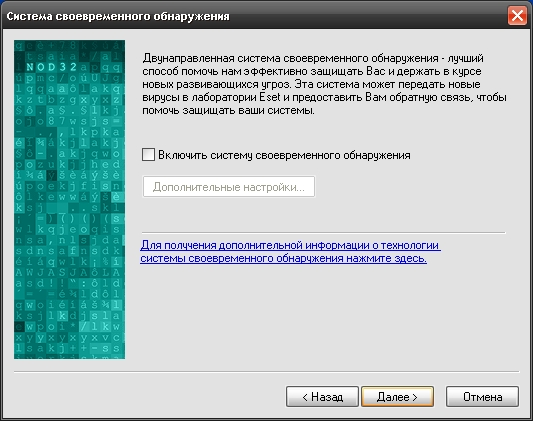 Система своевременного обнаружения
NOD32
Двунаправленная система своевременного обнаружения - лучший
способ помочь нам эффективно защищать Вас и держать в курсе
новых развивающихся угроз. Эта система может передать новые
вирусы в лаборатории Eset и предоставить Вам обратную связь, чтобы
помочь защищать ваши системы.
Включить систему своевременного обнаружения
Дополнительные настройки...
Для получения дополнительной информации о технологии
системы своевременного обнаружения нажмите здесь.
< Назад
Далее >
Отмена